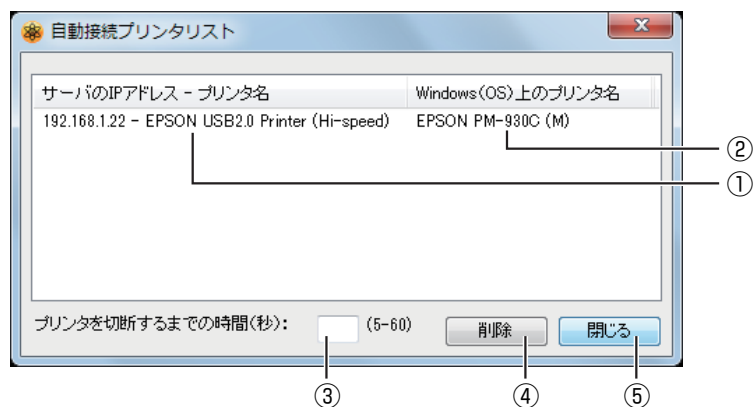 自動接続プリンタリスト
サーバのIPアドレス - プリンタ名 Windows(OS)上のプリンタ名
192.168.1.22 - EPSON USB2.0 Printer (Hi-speed) EPSON PM-930C (M)
②
①
プリンタを切断するまでの時間(秒): (5-60) 削除 閉じる
③ ④ ⑤